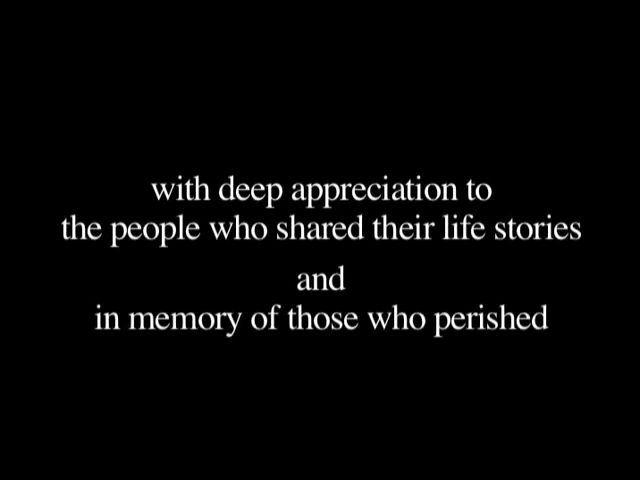 with deep appreciation to
the people who shared their life stories
and
in memory of those who perished